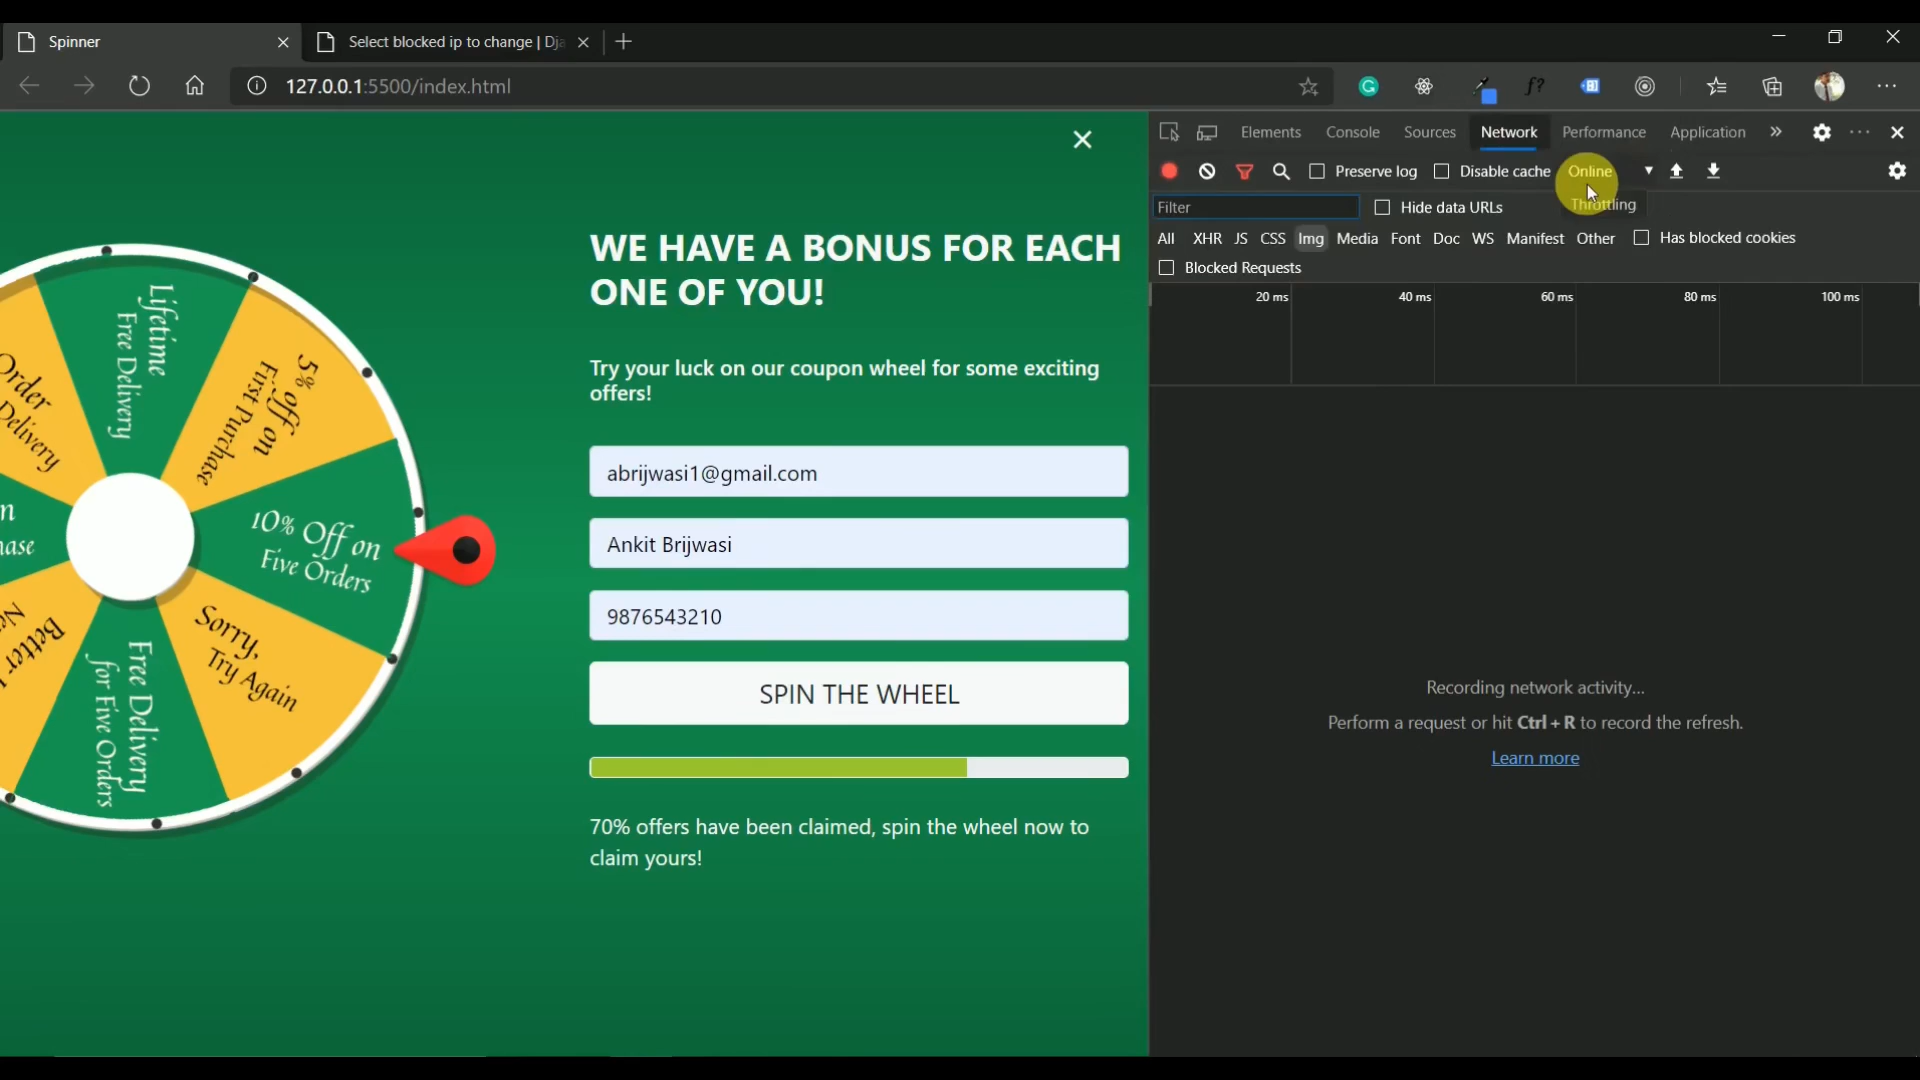 Spinner
Select blocked ip to change | Dja
127.0.0.1:5500/index.html
Elements Console Sources Network Performance Application
Preserve log Disable cache Online
Filter Hide data URLs Throttling
All XHR JS CSS Img Media Font Doc WS Manifest Other Has blocked cookies
Blocked Requests
20 ms 40 ms 60 ms 80 ms 100 ms
Recording network activity...
Perform a request or hit Ctrl + R to record the refresh.
Learn more
WE HAVE A BONUS FOR EACH
ONE OF YOU!
Try your luck on our coupon wheel for some exciting
offers!
abrijwasi1@gmail.com
Ankit Brijwasi
9876543210
SPIN THE WHEEL
70% offers have been claimed, spin the wheel now to
claim yours!
Lifetime
Free Delivery
5% off on
First Purchase
10% Off on
Five Orders
Sorry,
Try Again
Free Delivery
for Five Orders
Better
Ne
n
hase
Order
Delivery